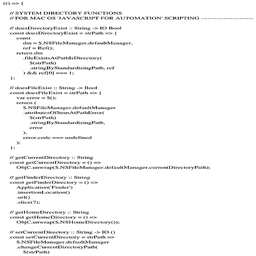 (() => {
// SYSTEM DIRECTORY FUNCTIONS
// FOR MAC OS 'JAVASCRIPT FOR AUTOMATION' SCRIPTING ----------------------
// doesDirectoryExist :: String -> IO Bool
const doesDirectoryExist = strPath => {
const
dm = $.NSFileManager.defaultManager,
ref = Ref();
return dm
.fileExistsAtPathIsDirectory(
$(strPath)
.stringByStandardizingPath, ref
) && ref[0] === 1;
};
// doesFileExist :: String -> Bool
const doesFileExist = strPath => {
var error = $();
return (
$.NSFileManager.defaultManager
.attributesOfItemAtPathError(
$(strPath)
.stringByStandardizingPath,
error
),
error.code === undefined
);
};
// getCurrentDirectory :: String
const getCurrentDirectory = () =>
ObjC.unwrap($.NSFileManager.defaultManager.currentDirectoryPath);
// getFinderDirectory :: String
const getFinderDirectory = () =>
Application('Finder')
.insertionLocation()
.url()
.slice(7);
// getHomeDirectory :: String
const getHomeDirectory = () =>
ObjC.unwrap($.NSHomeDirectory());
// setCurrentDirectory :: String -> IO ()
const setCurrentDirectory = strPath =>
$.NSFileManager.defaultManager
.changeCurrentDirectoryPath(
$(strPath)